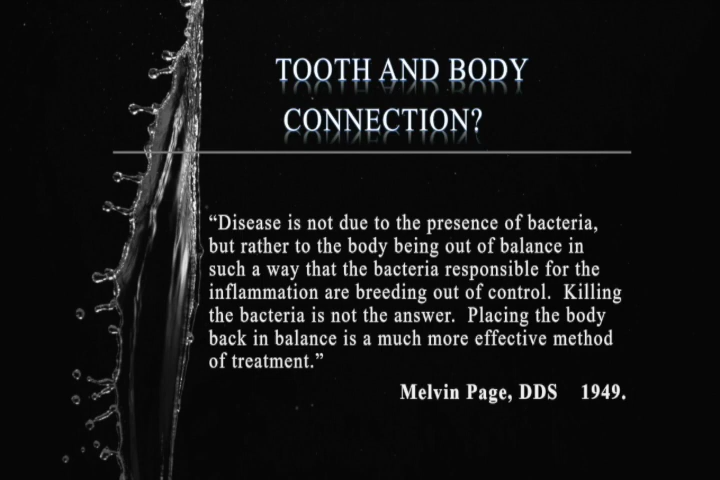 TOOTH AND BODY
CONNECTION?
“Disease is not due to the presence of bacteria,
but rather to the body being out of balance in
such a way that the bacteria responsible for the
inflammation are breeding out of control.  Killing
the bacteria is not the answer.  Placing the body
back in balance is a much more effective method
of treatment.”
Melvin Page, DDS    1949.